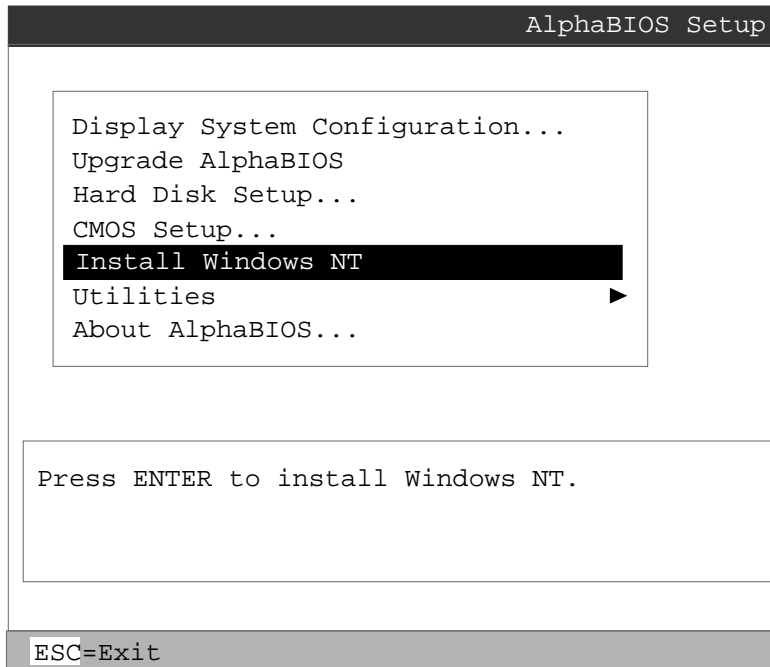 AlphaBIOS Setup
Display System Configuration...
Upgrade AlphaBIOS
Hard Disk Setup...
CMOS Setup...
Install Windows NT
Utilities
About AlphaBIOS...
Press ENTER to install Windows NT.
ESC=Exit